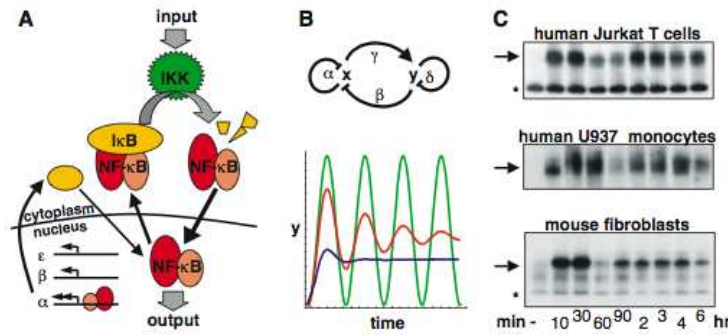 A
input
IKK
IκB
NF-κB
NF-κB
cytoplasm
nucleus
NF-κB
ε
β
α
output
B
α x γ y δ
β
y
time
C
human Jurkat T cells
*
human U937 monocytes
mouse fibroblasts
*
min - 10 30 60 90 2 3 4 6 hr